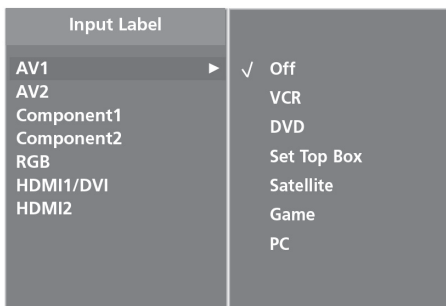 Input Label
AV1 ►
AV2
Component1
Component2
RGB
HDMI1/DVI
HDMI2
√ Off
VCR
DVD
Set Top Box
Satellite
Game
PC